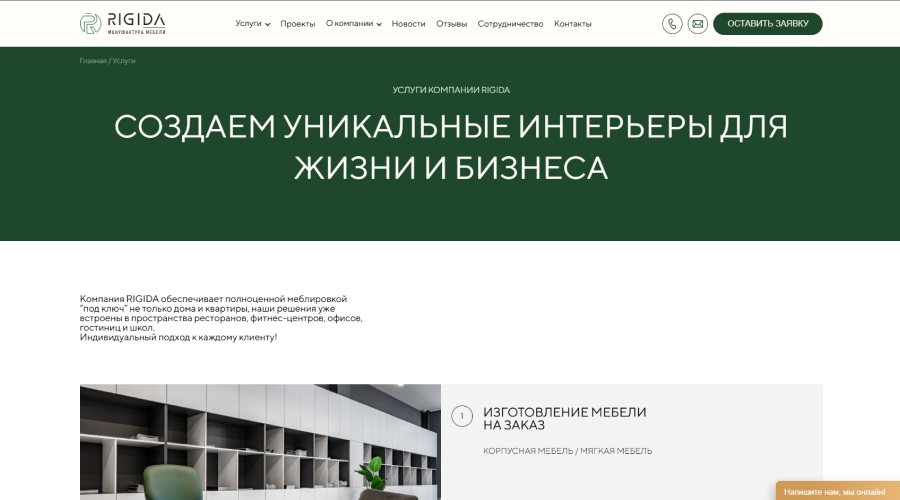 RIGIDA
МАНУФАКТУРА МЕБЕЛИ
Услуги
Проекты
О компании
Новости
Отзывы
Сотрудничество
Контакты
ОСТАВИТЬ ЗАЯВКУ
Главная / Услуги
УСЛУГИ КОМПАНИИ RIGIDA
СОЗДАЕМ УНИКАЛЬНЫЕ ИНТЕРЬЕРЫ ДЛЯ
ЖИЗНИ И БИЗНЕСА
Компания RIGIDA обеспечивает полноценной меблировкой
“под ключ” не только дома и квартиры, наши решения уже
встроены в пространства ресторанов, фитнес-центров, офисов,
гостиниц и школ.
Индивидуальный подход к каждому клиенту!
1
ИЗГОТОВЛЕНИЕ МЕБЕЛИ
НА ЗАКАЗ
КОРПУСНАЯ МЕБЕЛЬ / МЯГКАЯ МЕБЕЛЬ
Напишите нам, мы онлайн!